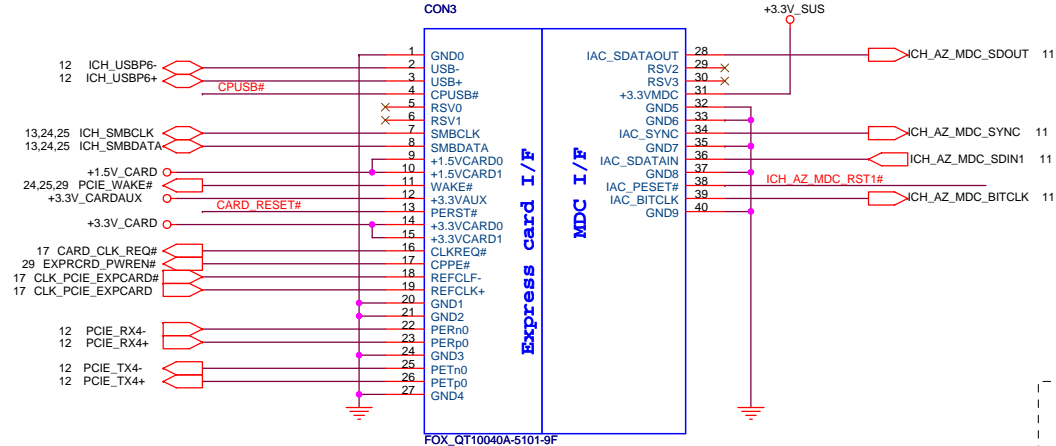 CON3
+3.3V_SUS
1 GND0 IAC_SDATAOUT 28 ICH_AZ_MDC_SDOUT 11
12 ICH_USBP6- 2 USB- RSV2 29
12 ICH_USBP6+ 3 USB+ RSV3 30
CPUSB# 4 CPUSB# +3.3VMDC 31
5 RSV0 GND5 32
6 RSV1 GND6 33
13,24,25 ICH_SMBCLK 7 SMBCLK IAC_SYNC 34 ICH_AZ_MDC_SYNC 11
13,24,25 ICH_SMBDATA 8 SMBDATA GND7 35
9 +1.5VCARD0 IAC_SDATAIN 36 ICH_AZ_MDC_SDIN1 11
+1.5V_CARD 10 +1.5VCARD1 GND8 37
24,25,29 PCIE_WAKE# 11 WAKE# IAC_PESET# 38 ICH_AZ_MDC_RST1#
+3.3V_CARDAUX 12 +3.3VAUX IAC_BITCLK 39 ICH_AZ_MDC_BITCLK 11
CARD_RESET# 13 PERST# GND9 40
+3.3V_CARD 14 +3.3VCARD0
15 +3.3VCARD1
17 CARD_CLK_REQ# 16 CLKREQ#
29 EXPRCRD_PWREN# 17 CPPE#
17 CLK_PCIE_EXPCARD# 18 REFCLF-
17 CLK_PCIE_EXPCARD 19 REFCLK+
20 GND1
21 GND2
12 PCIE_RX4- 22 PERn0
12 PCIE_RX4+ 23 PERp0
24 GND3
12 PCIE_TX4- 25 PETn0
12 PCIE_TX4+ 26 PETp0
27 GND4
Express card I/F
MDC I/F
FOX_QT10040A-5101-9F